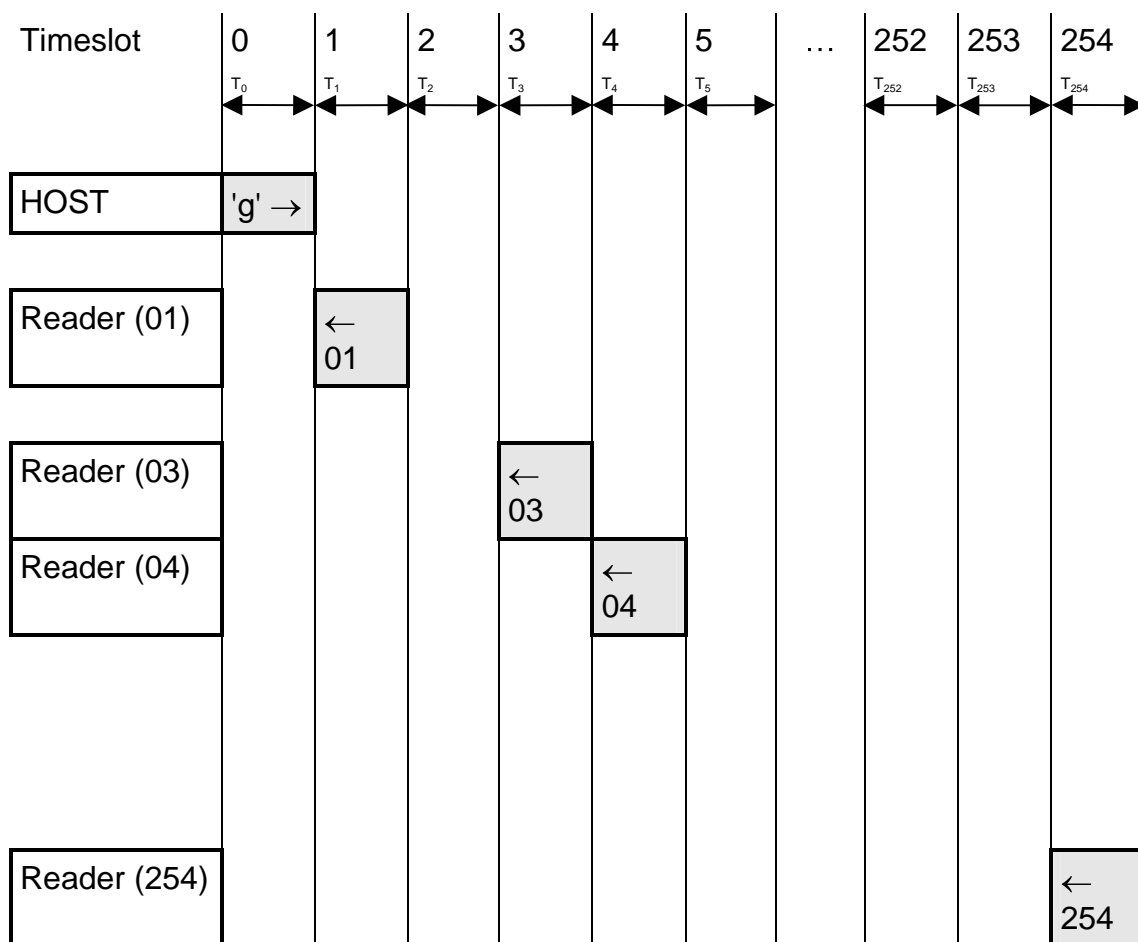 Timeslot 0 1 2 3 4 5 … 252 253 254
T0 T1 T2 T3 T4 T5 T252 T253 T254
HOST 'g' →
Reader (01) ←
01
Reader (03) ←
03
Reader (04) ←
04
Reader (254) ←
254